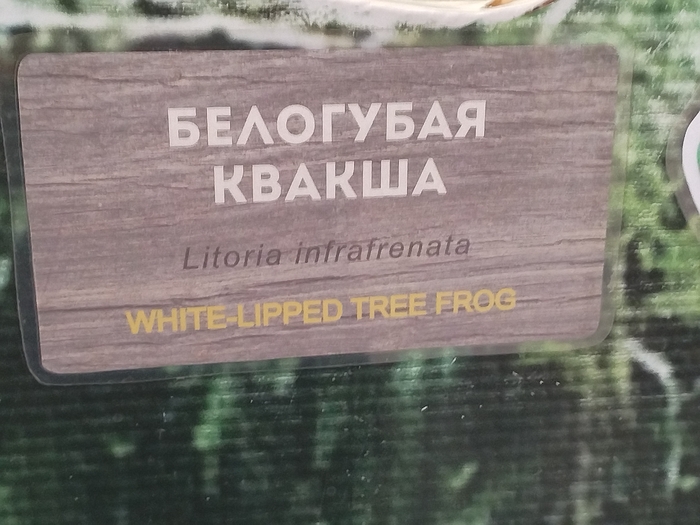 БЕЛОГУБАЯ
КВАКША
Litoria infrafrenata
WHITE-LIPPED TREE FROG